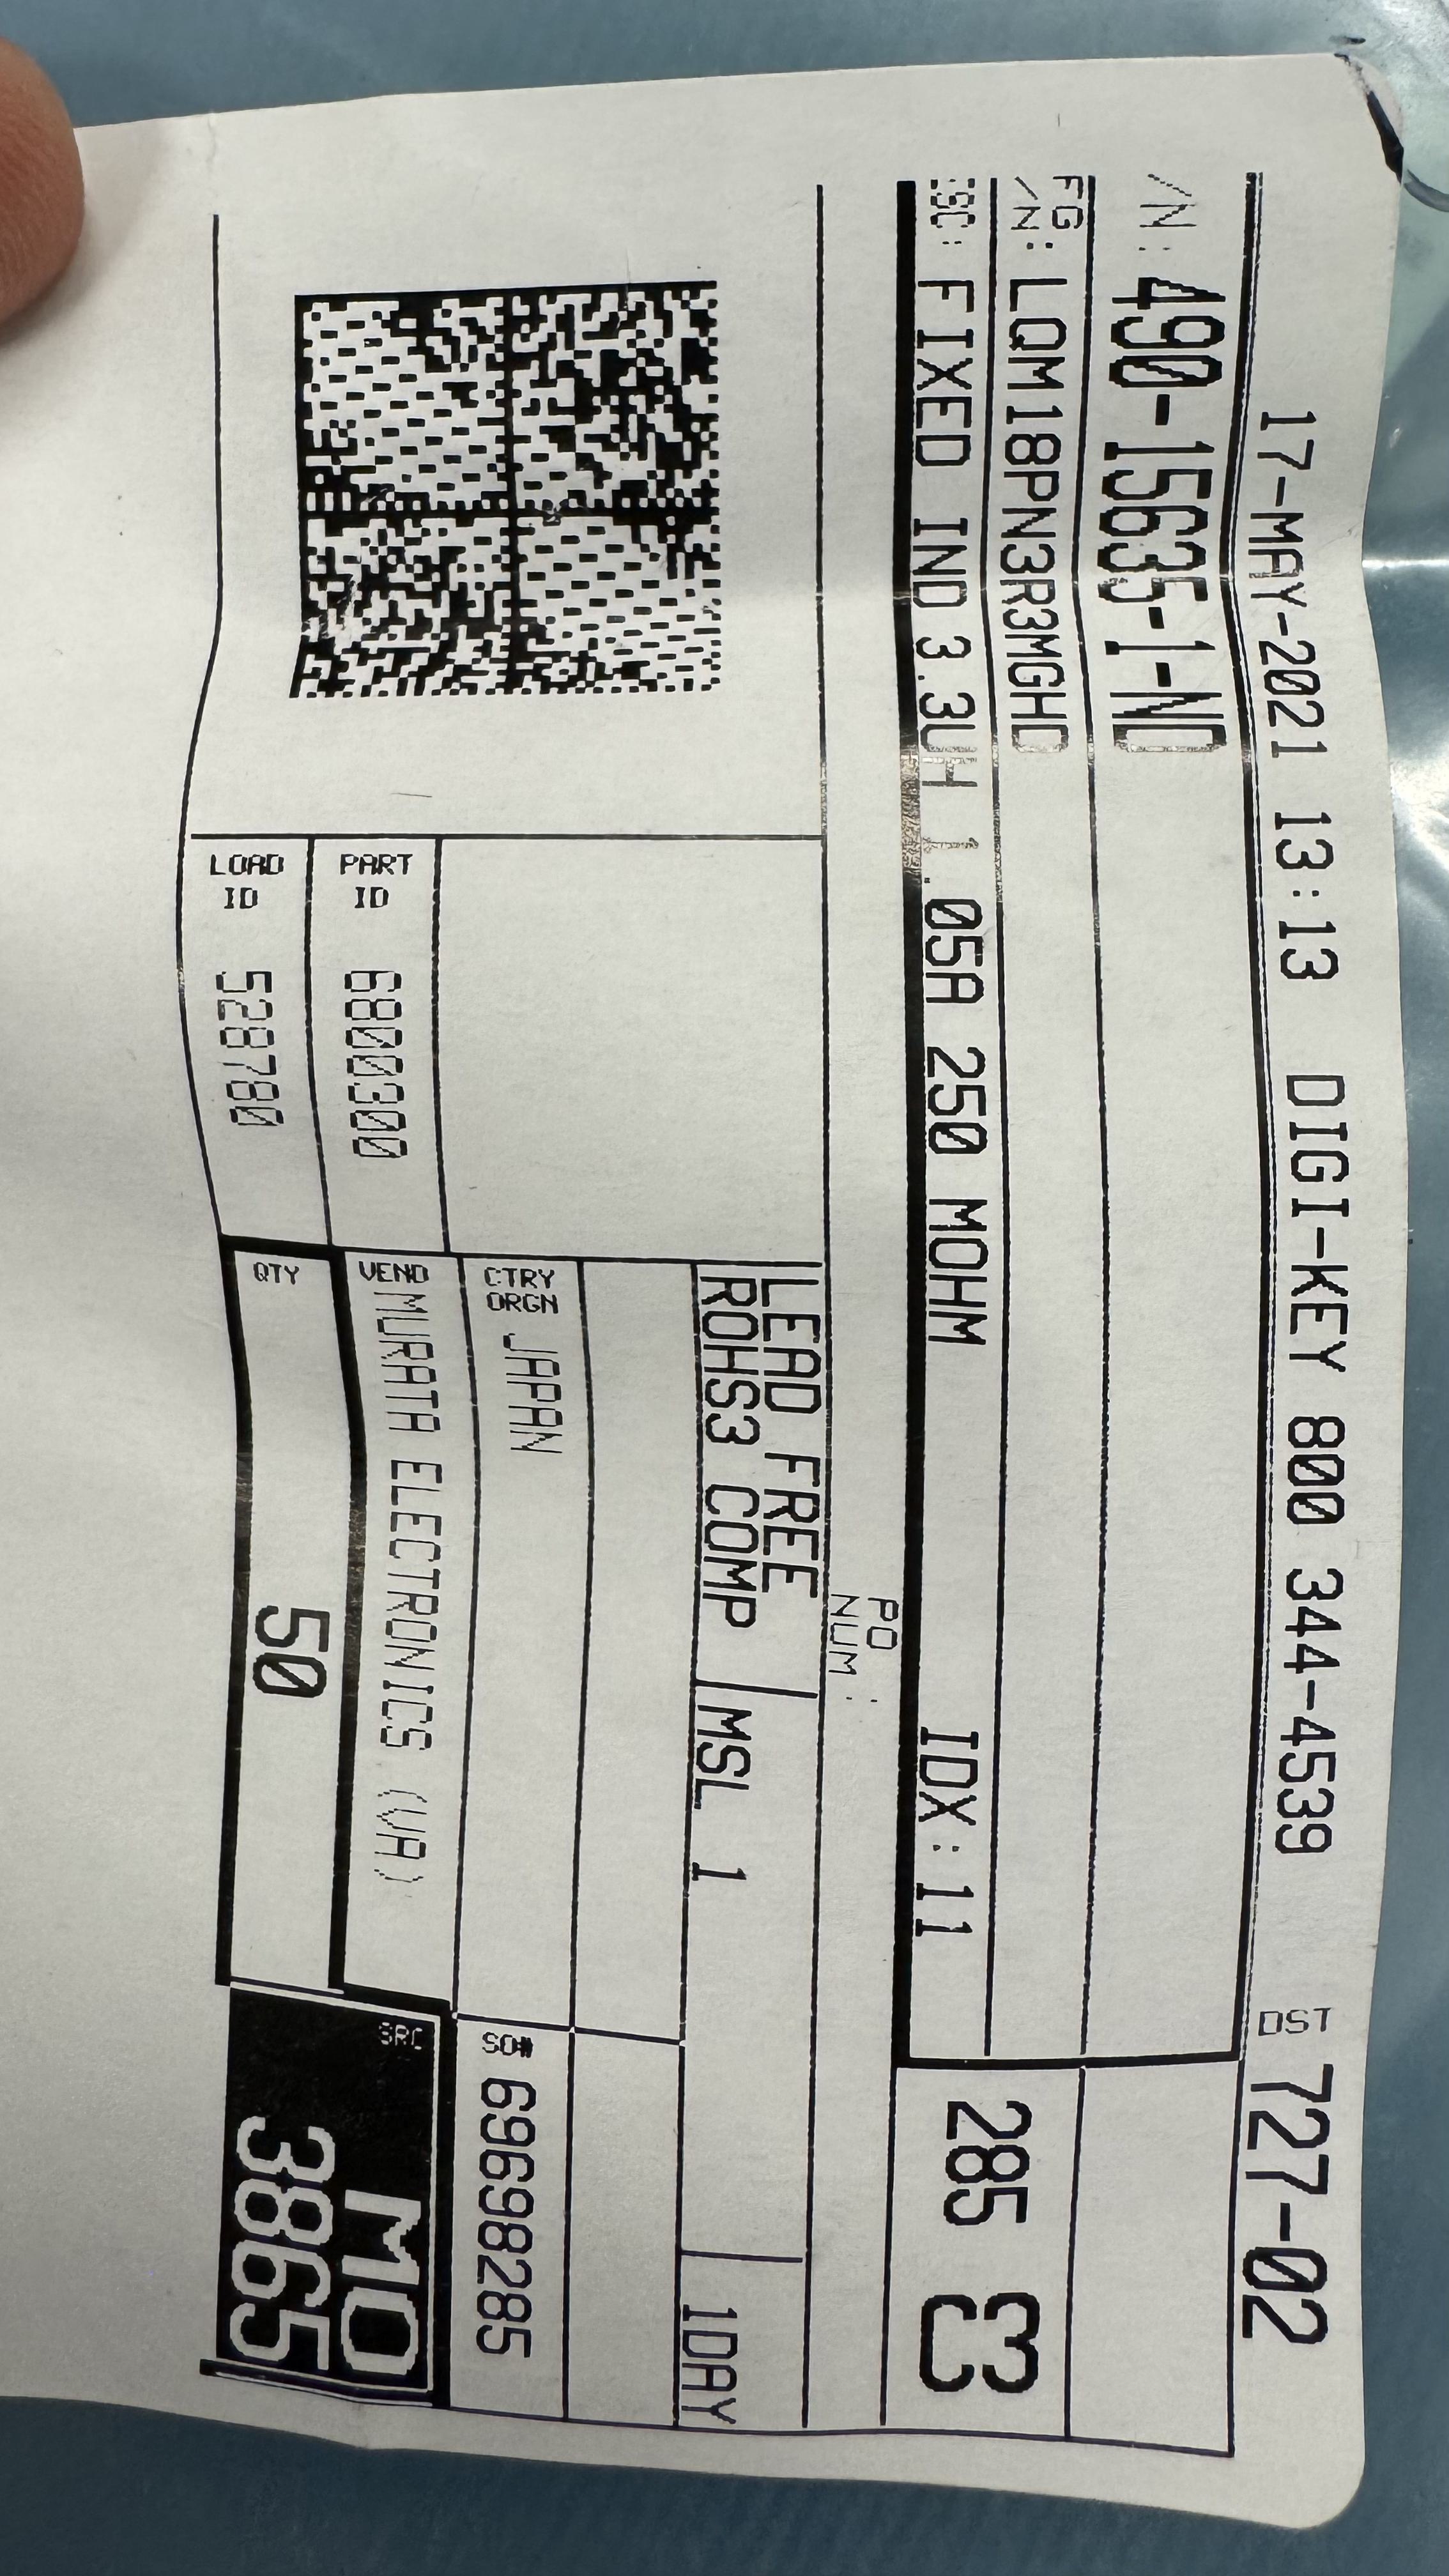 17-MAY-2021 13:13 DIGI-KEY 800 344-4539 DST 727-02
/N: 490-15635-1-ND
FG
/N: LQM18PN3R3MGHD
ESC: FIXED IND 3.3UH 1.05A 250 MOHM IDX:11
285 C3
PO
NUM:
LEAD FREE
ROHS3 COMP
MSL 1
1DAY
CTRY
ORGN JAPAN
SO# 69698285
PART
ID 6800300
VEND MURATA ELECTRONICS (VA)
LOAD
ID 528780
QTY 50
SRC
MO
3865